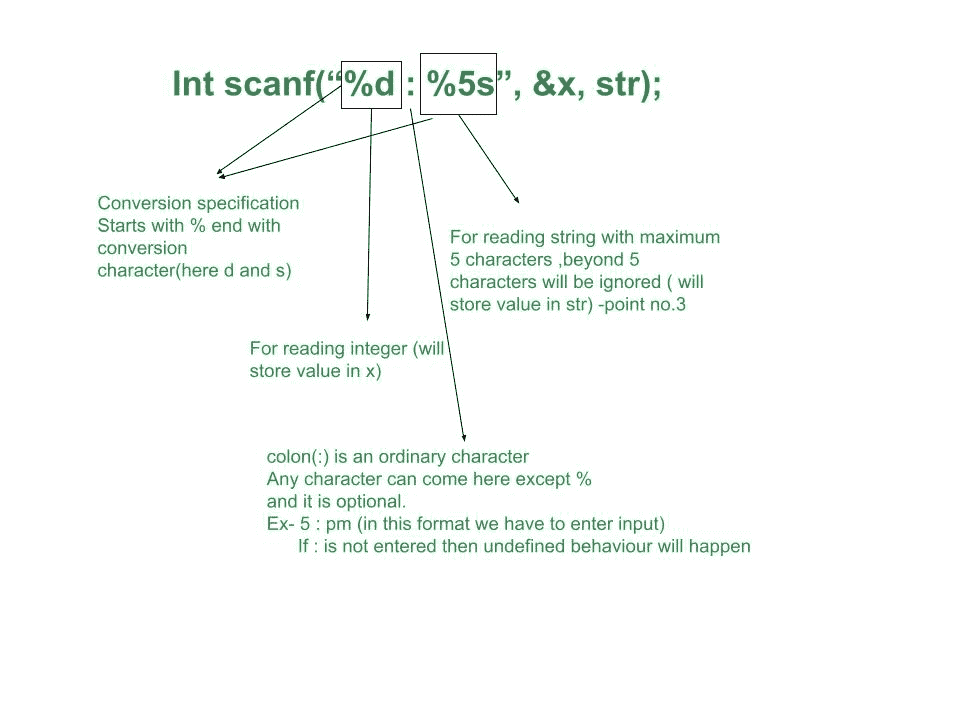 Int scanf(“%d : %5s”, &x, str);
Conversion specification
Starts with % end with
conversion
character(here d and s)
For reading string with maximum
5 characters ,beyond 5
characters will be ignored ( will
store value in str) -point no.3
For reading integer (will
store value in x)
colon(:) is an ordinary character
Any character can come here except %
and it is optional.
Ex- 5 : pm (in this format we have to enter input)
If : is not entered then undefined behaviour will happen